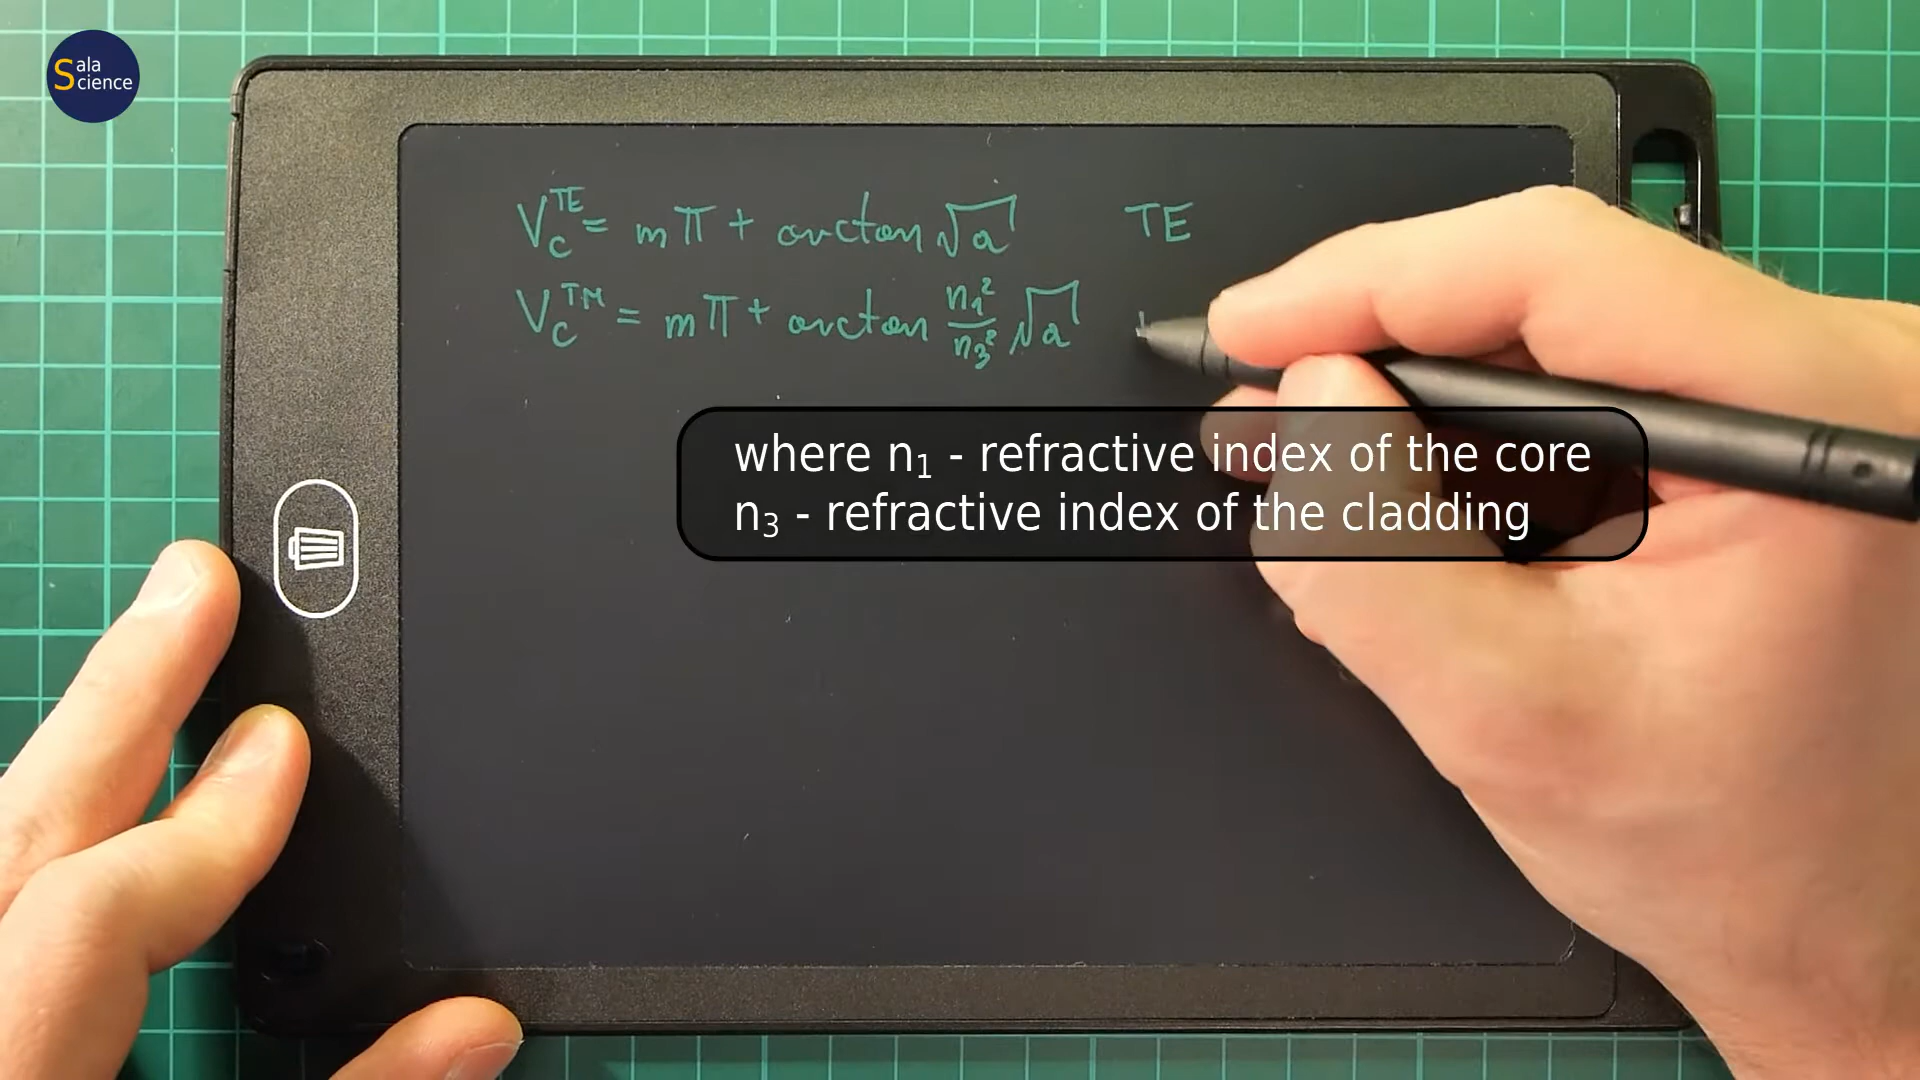 Sala
Science
V_c^TE = mπ + arctan √a TE
V_c^TM = mπ + arctan n₁²/n₃² √a
where n₁ - refractive index of the core
n₃ - refractive index of the cladding